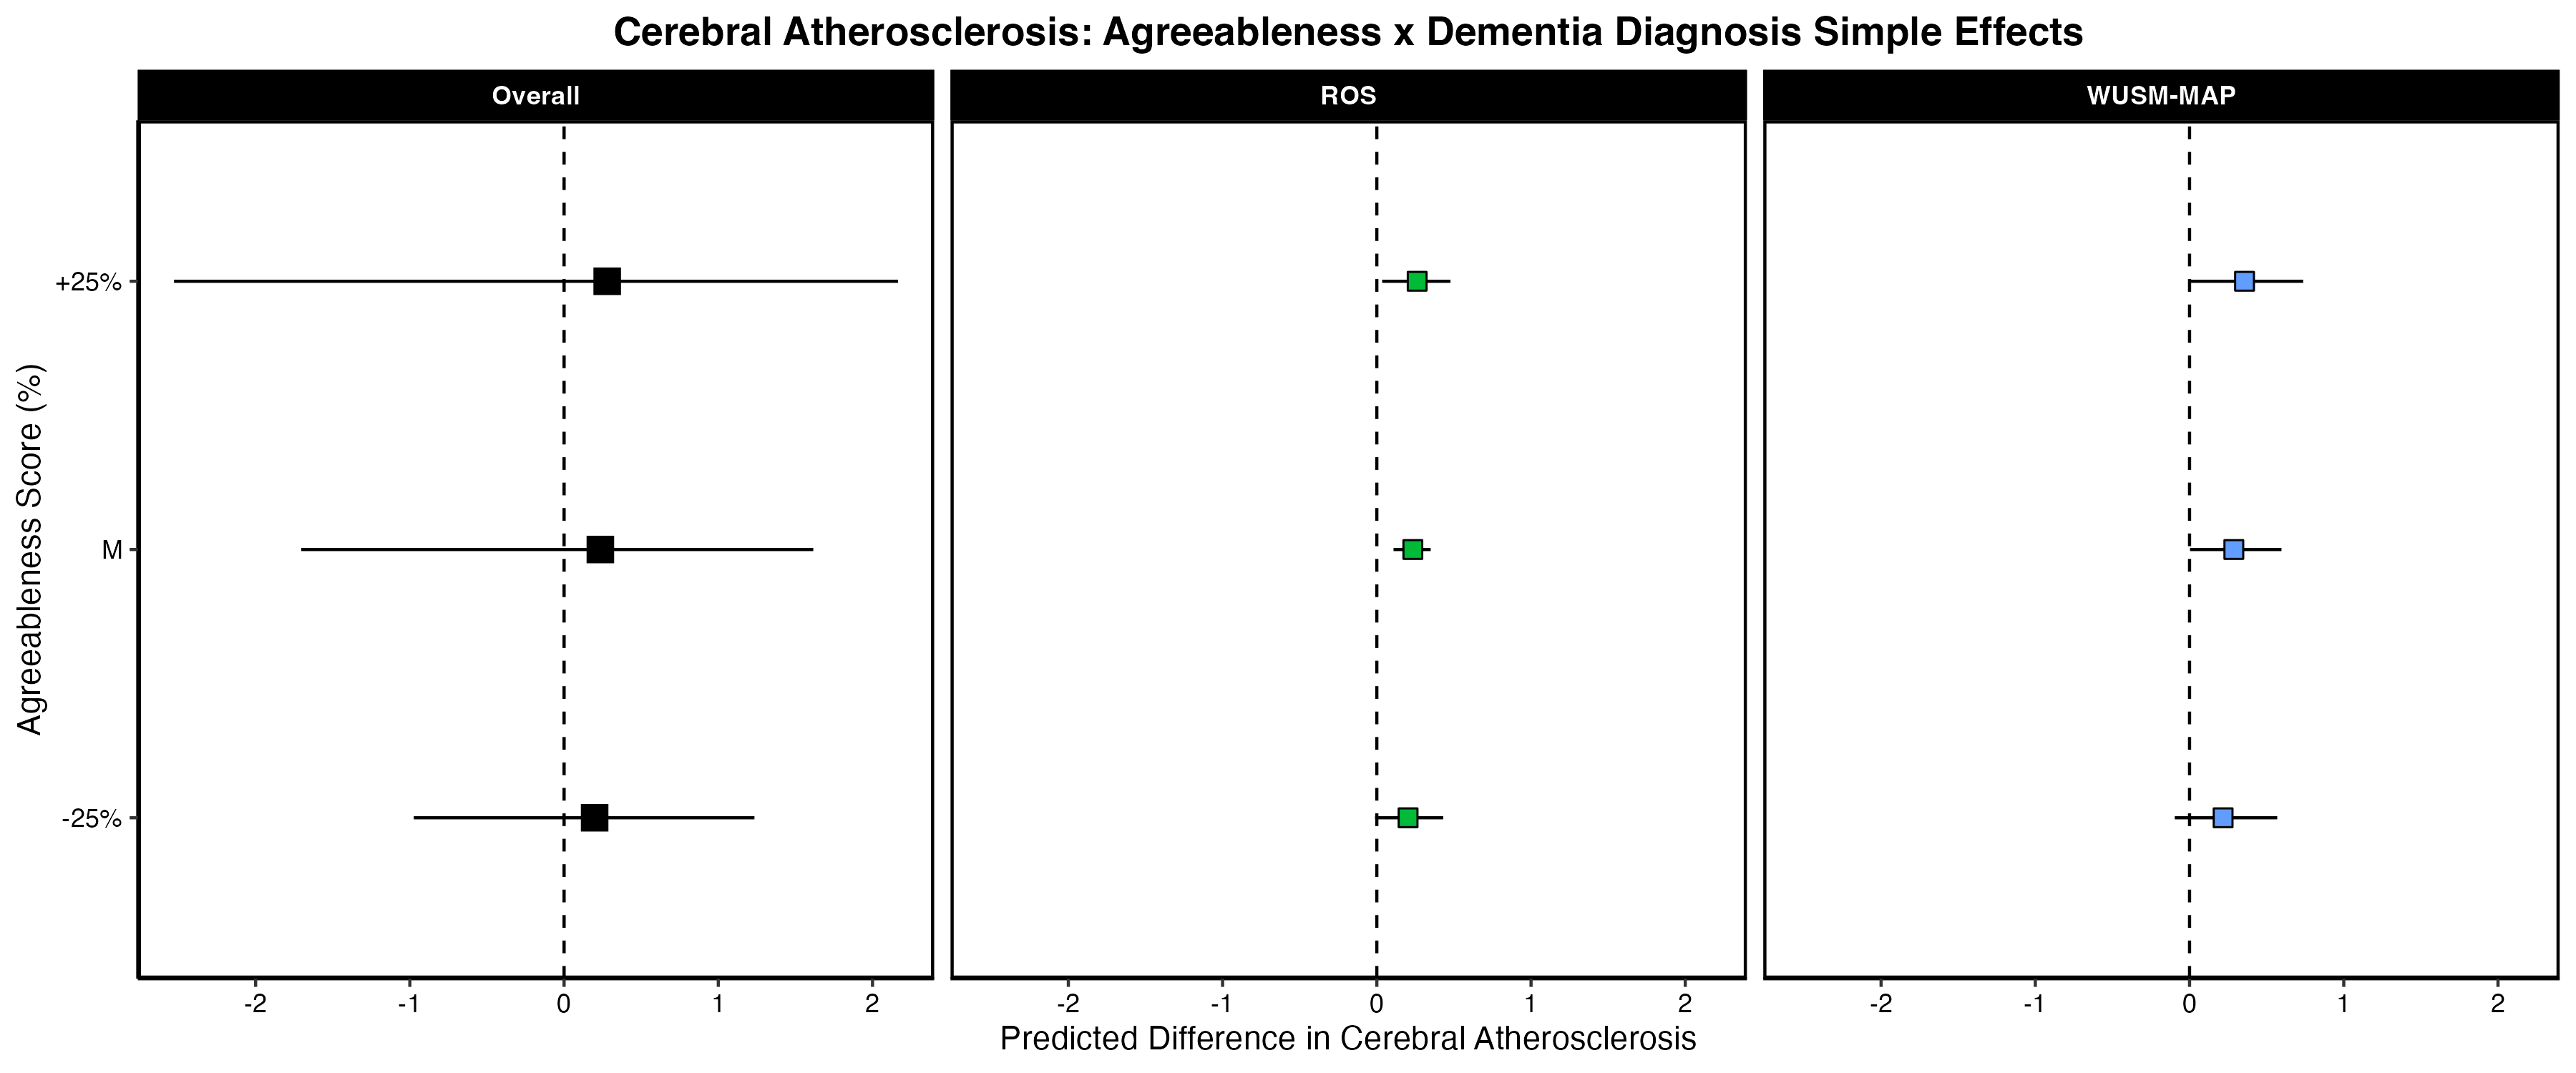 Cerebral Atherosclerosis: Agreeableness x Dementia Diagnosis Simple Effects
Overall
ROS
WUSM-MAP
Agreeableness Score (%)
+25%
M
-25%
-2 -1 0 1 2
-2 -1 0 1 2
-2 -1 0 1 2
Predicted Difference in Cerebral Atherosclerosis